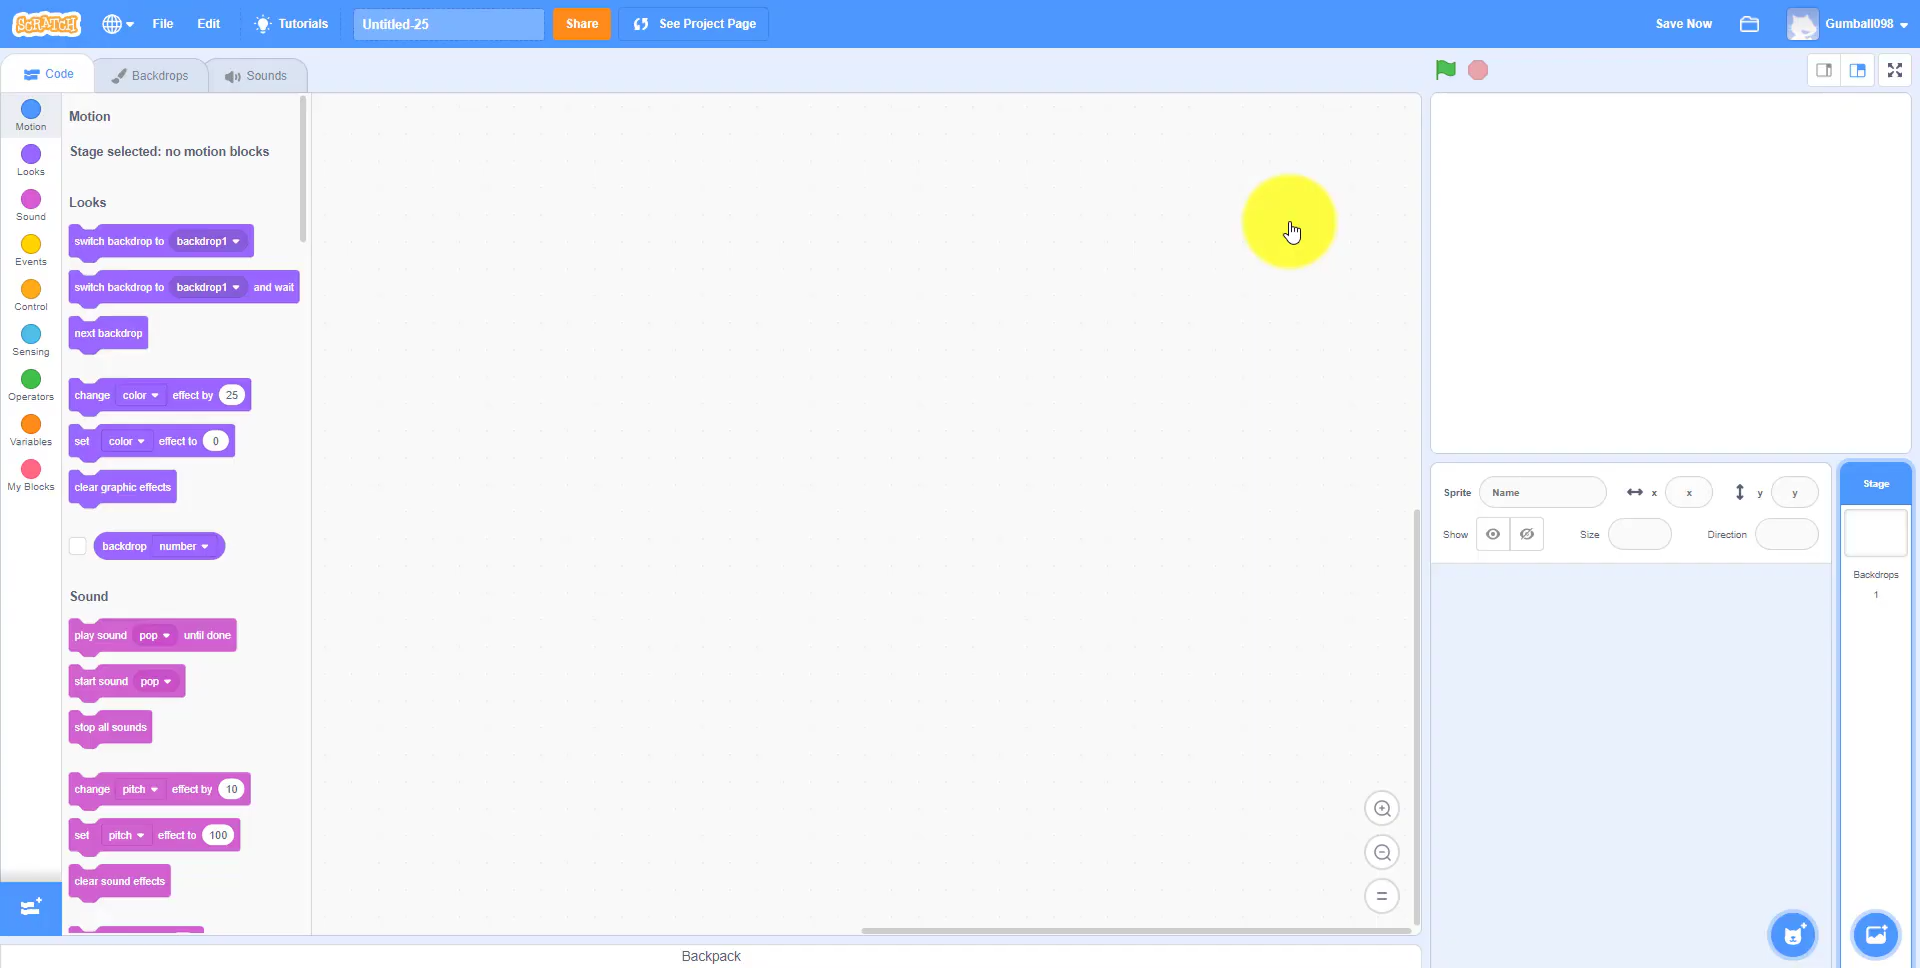 SCRATCH File Edit Tutorials Untitled-25 Share See Project Page Save Now Gumball098
Code Backdrops Sounds
Motion
Looks
Sound
Events
Control
Sensing
Operators
Variables
My Blocks
Motion
Stage selected: no motion blocks
Looks
switch backdrop to backdrop1
switch backdrop to backdrop1 and wait
next backdrop
change color effect by 25
set color effect to 0
clear graphic effects
backdrop number
Sound
play sound pop until done
start sound pop
stop all sounds
change pitch effect by 10
set pitch effect to 100
clear sound effects
Backpack
Sprite Name x x y y
Show Size Direction
Stage
Backdrops
1